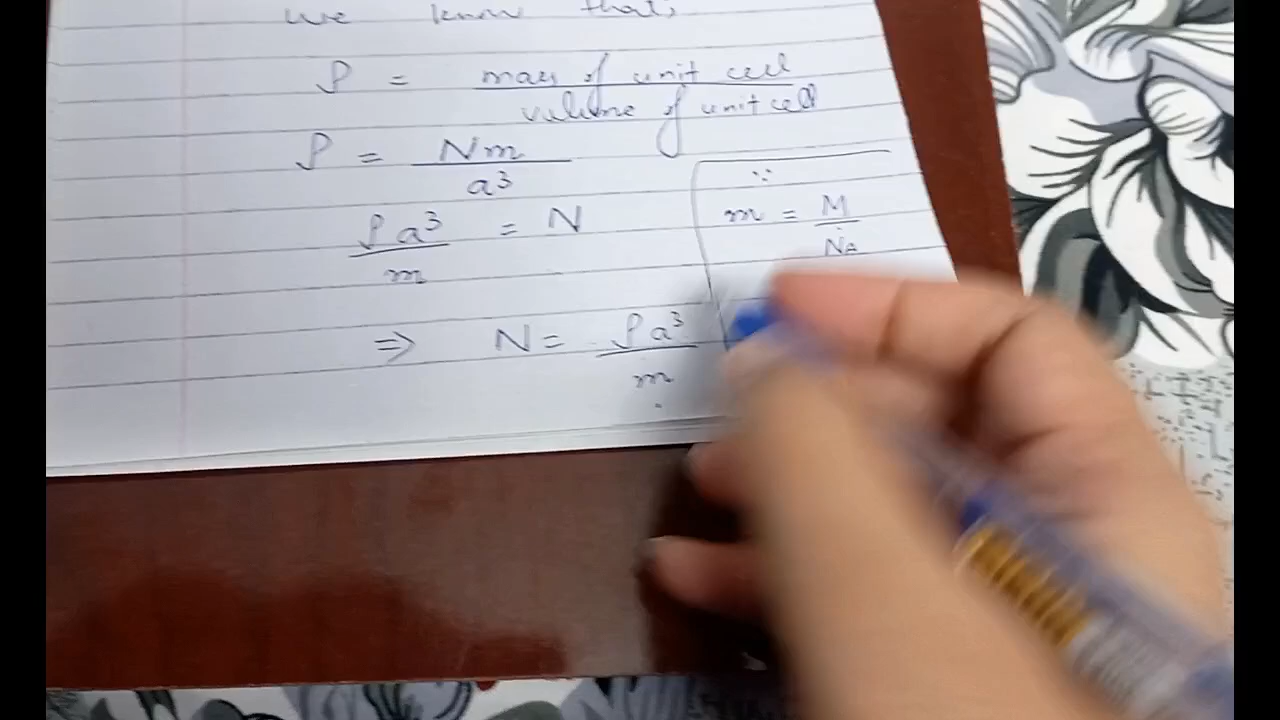 we know that,
ρ = mass of unit cell / volume of unit cell
ρ = Nm / a³
ρa³ / m = N
∵
m = M / NA
⇒ N = ρa³ / m